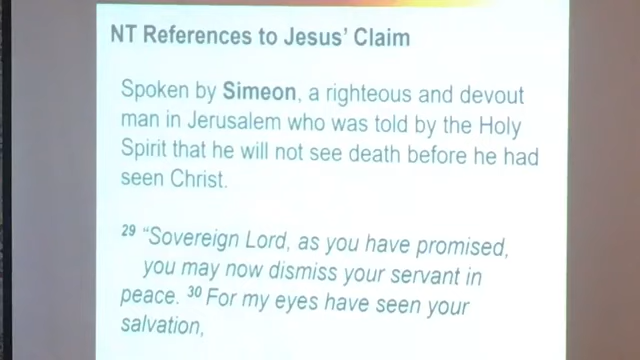 NT References to Jesus’ Claim
Spoken by Simeon, a righteous and devout
man in Jerusalem who was told by the Holy
Spirit that he will not see death before he had
seen Christ.
29 “Sovereign Lord, as you have promised,
you may now dismiss your servant in
peace. 30 For my eyes have seen your
salvation,